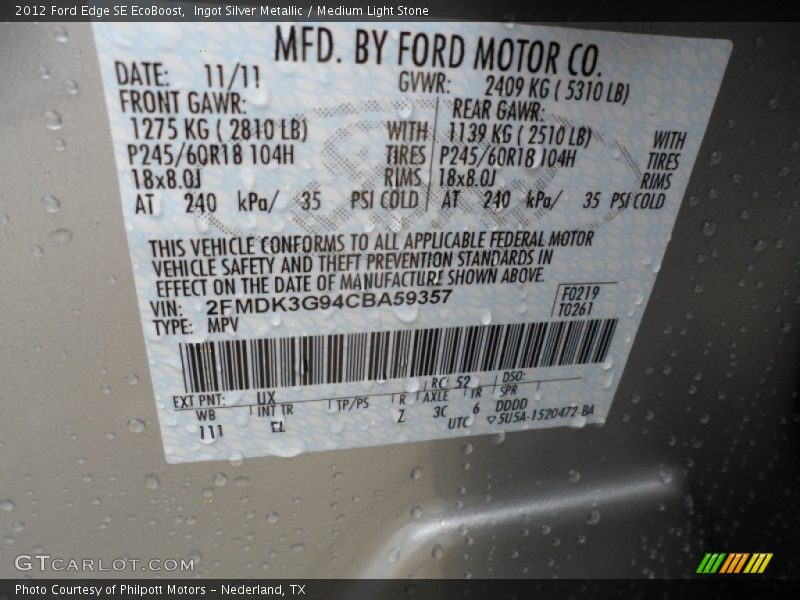 2012 Ford Edge SE EcoBoost,  Ingot Silver Metallic / Medium Light Stone
MFD. BY FORD MOTOR CO.
DATE: 11/11 GVWR: 2409 KG ( 5310 LB)
FRONT GAWR: REAR GAWR:
1275 KG ( 2810 LB) WITH 1139 KG ( 2510 LB) WITH
P245/60R18 104H TIRES P245/60R18 104H TIRES
18x8.0J RIMS 18x8.0J RIMS
AT 240 kPa/ 35 PSI COLD AT 240 kPa/ 35 PSI COLD
THIS VEHICLE CONFORMS TO ALL APPLICABLE FEDERAL MOTOR
VEHICLE SAFETY AND THEFT PREVENTION STANDARDS IN
EFFECT ON THE DATE OF MANUFACTURE SHOWN ABOVE.
VIN: 2FMDK3G94CBA59357 F0219
TYPE: MPV T0261
EXT PNT: UX RC: 52 DSO:
WB INT TR TP/PS R AXLE TR SPR
111 EL Z 3C 6 DDDD
UTC ▽5U5A-1520472-BA
GTCARLOT.COM
Photo Courtesy of Philpott Motors - Nederland, TX